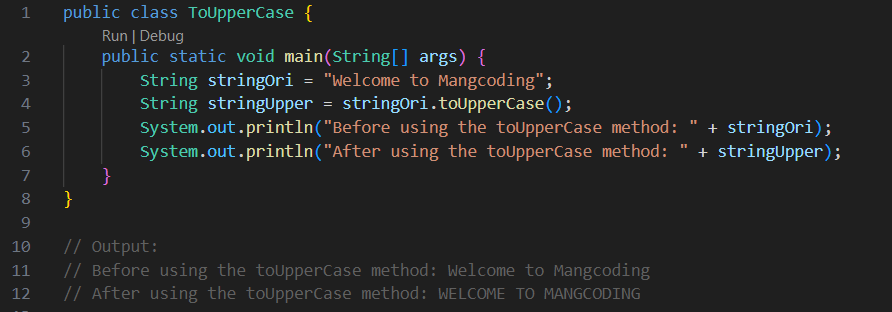 1 public class ToUpperCase {
Run | Debug
2 public static void main(String[] args) {
3 String stringOri = "Welcome to Mangcoding";
4 String stringUpper = stringOri.toUpperCase();
5 System.out.println("Before using the toUpperCase method: " + stringOri);
6 System.out.println("After using the toUpperCase method: " + stringUpper);
7 }
8 }
9
10 // Output:
11 // Before using the toUpperCase method: Welcome to Mangcoding
12 // After using the toUpperCase method: WELCOME TO MANGCODING